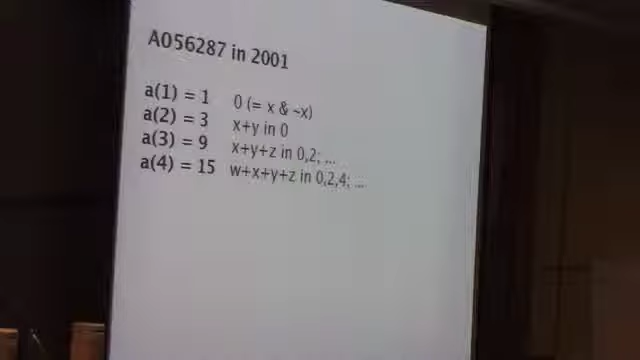 A056287 in 2001
a(1) = 1 0 (= x & ~x)
a(2) = 3 x+y in 0
a(3) = 9 x+y+z in 0,2; ...
a(4) = 15 w+x+y+z in 0,2,4; ...